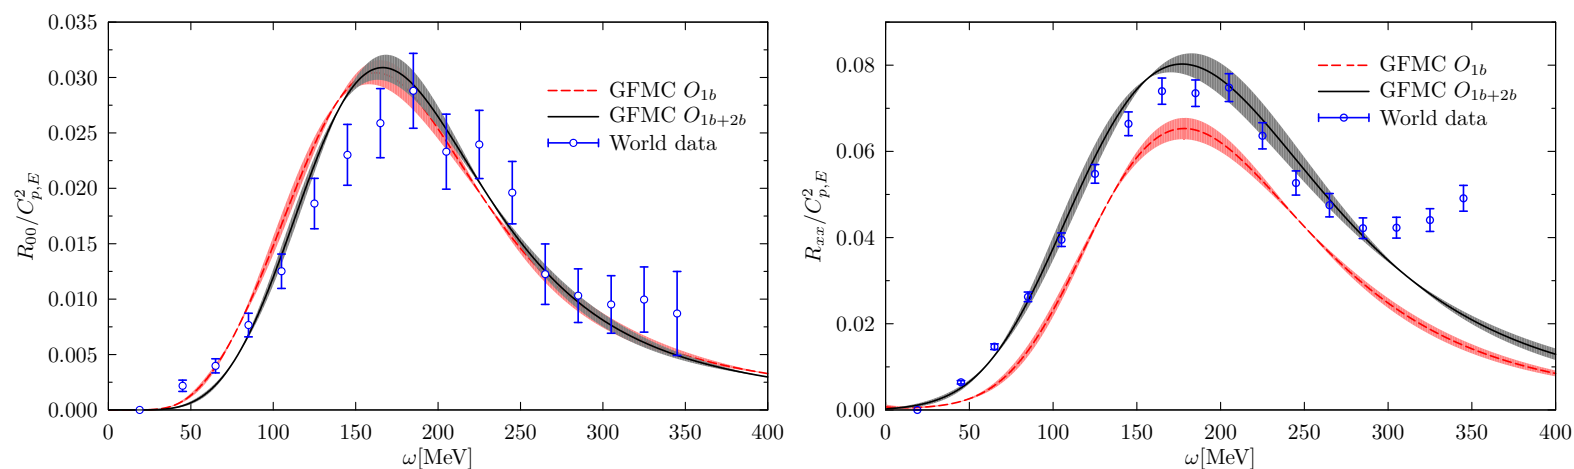 0.035
0.030
0.025
0.020
0.015
0.010
0.005
0.000
R_{00}/C^2_{p,E}
GFMC O_{1b}
GFMC O_{1b+2b}
World data
0 50 100 150 200 250 300 350 400
ω[MeV]
0.08
0.06
0.04
0.02
0.00
R_{xx}/C^2_{p,E}
GFMC O_{1b}
GFMC O_{1b+2b}
World data
0 50 100 150 200 250 300 350 400
ω[MeV]